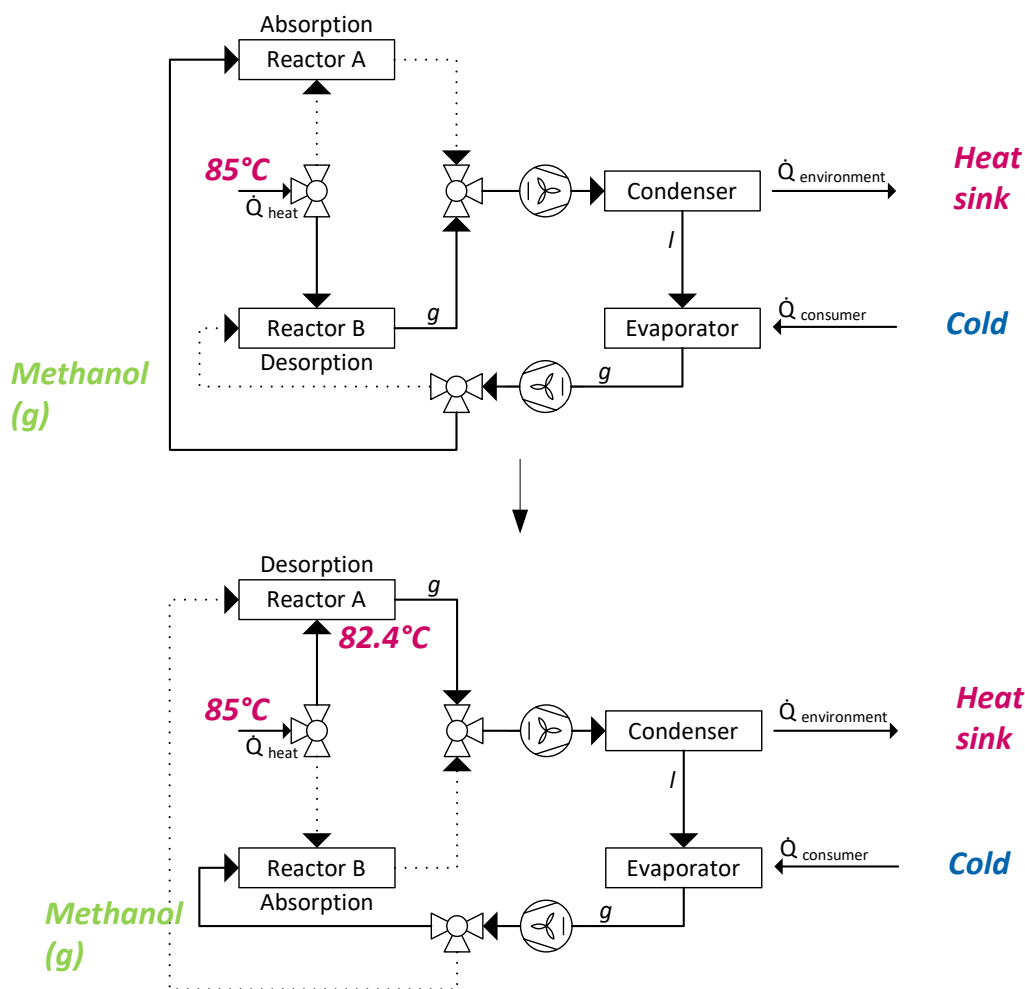 Absorption
Reactor A
85°C
Q̇ heat
Condenser
Q̇ environment
Heat
sink
l
Reactor B
g
Desorption
Evaporator
Q̇ consumer
Cold
g
Methanol
(g)
Desorption
Reactor A
g
82.4°C
85°C
Q̇ heat
Condenser
Q̇ environment
Heat
sink
l
Reactor B
Absorption
Evaporator
Q̇ consumer
Cold
g
Methanol
(g)